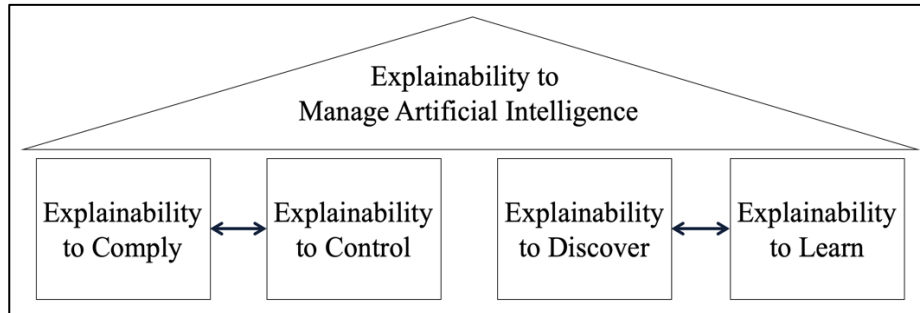 Explainability to
Manage Artificial Intelligence
Explainability
to Comply
Explainability
to Control
Explainability
to Discover
Explainability
to Learn